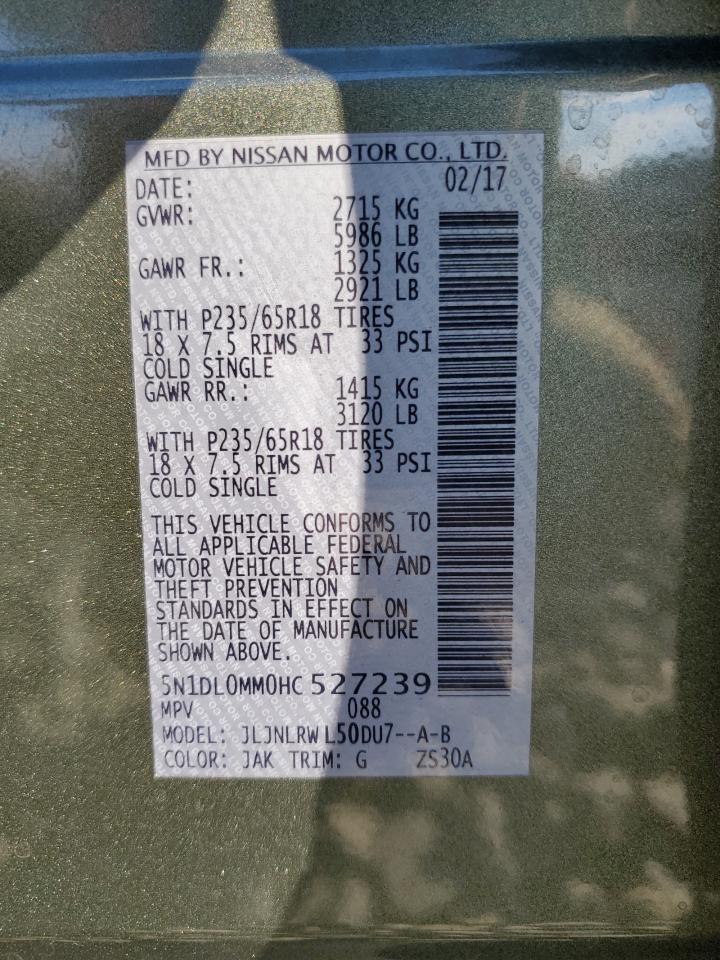 MFD BY NISSAN MOTOR CO., LTD.
DATE: 02/17
GVWR: 2715 KG
5986 LB
GAWR FR.: 1325 KG
2921 LB
WITH P235/65R18 TIRES
18 X 7.5 RIMS AT 33 PSI
COLD SINGLE
GAWR RR.: 1415 KG
3120 LB
WITH P235/65R18 TIRES
18 X 7.5 RIMS AT 33 PSI
COLD SINGLE
THIS VEHICLE CONFORMS TO
ALL APPLICABLE FEDERAL
MOTOR VEHICLE SAFETY AND
THEFT PREVENTION
STANDARDS IN EFFECT ON
THE DATE OF MANUFACTURE
SHOWN ABOVE.
5N1DL0MM0HC 527239
MPV 088
MODEL: JLJNLRW L50DU7--A-B
COLOR: JAK TRIM: G ZS30A